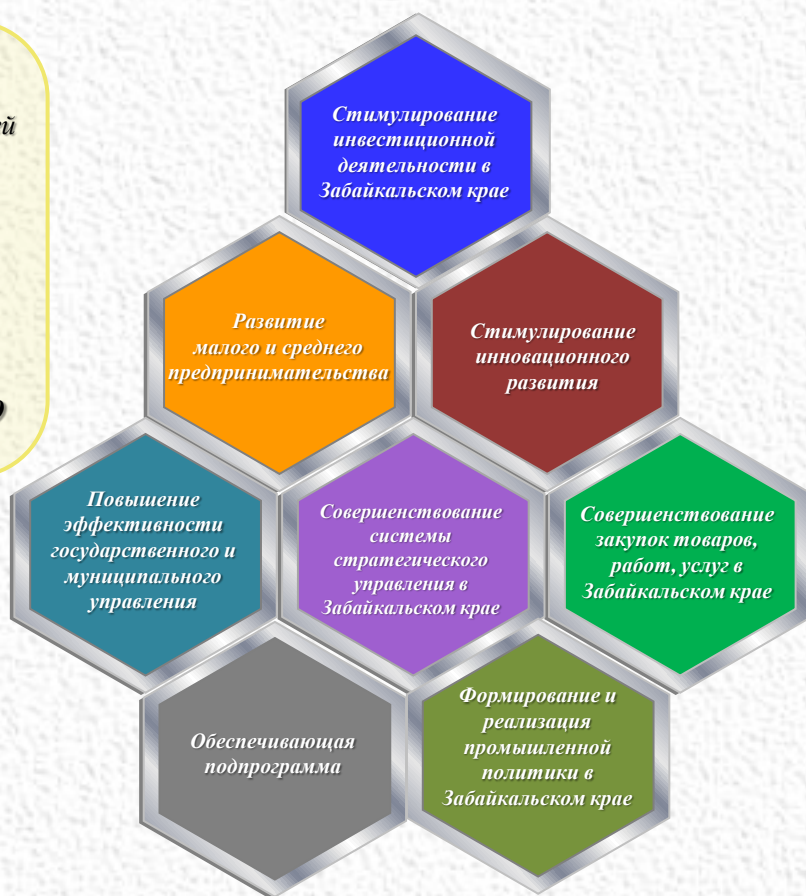 Стимулирование
инвестиционной
деятельности в
Забайкальском крае
Развитие
малого и среднего
предпринимательства
Стимулирование
инновационного
развития
Повышение
эффективности
государственного и
муниципального
управления
Совершенствование
системы
стратегического
управления в
Забайкальском крае
Совершенствование
закупок товаров,
работ, услуг в
Забайкальском крае
Обеспечивающая
подпрограмма
Формирование и
реализация
промышленной
политики в
Забайкальском крае